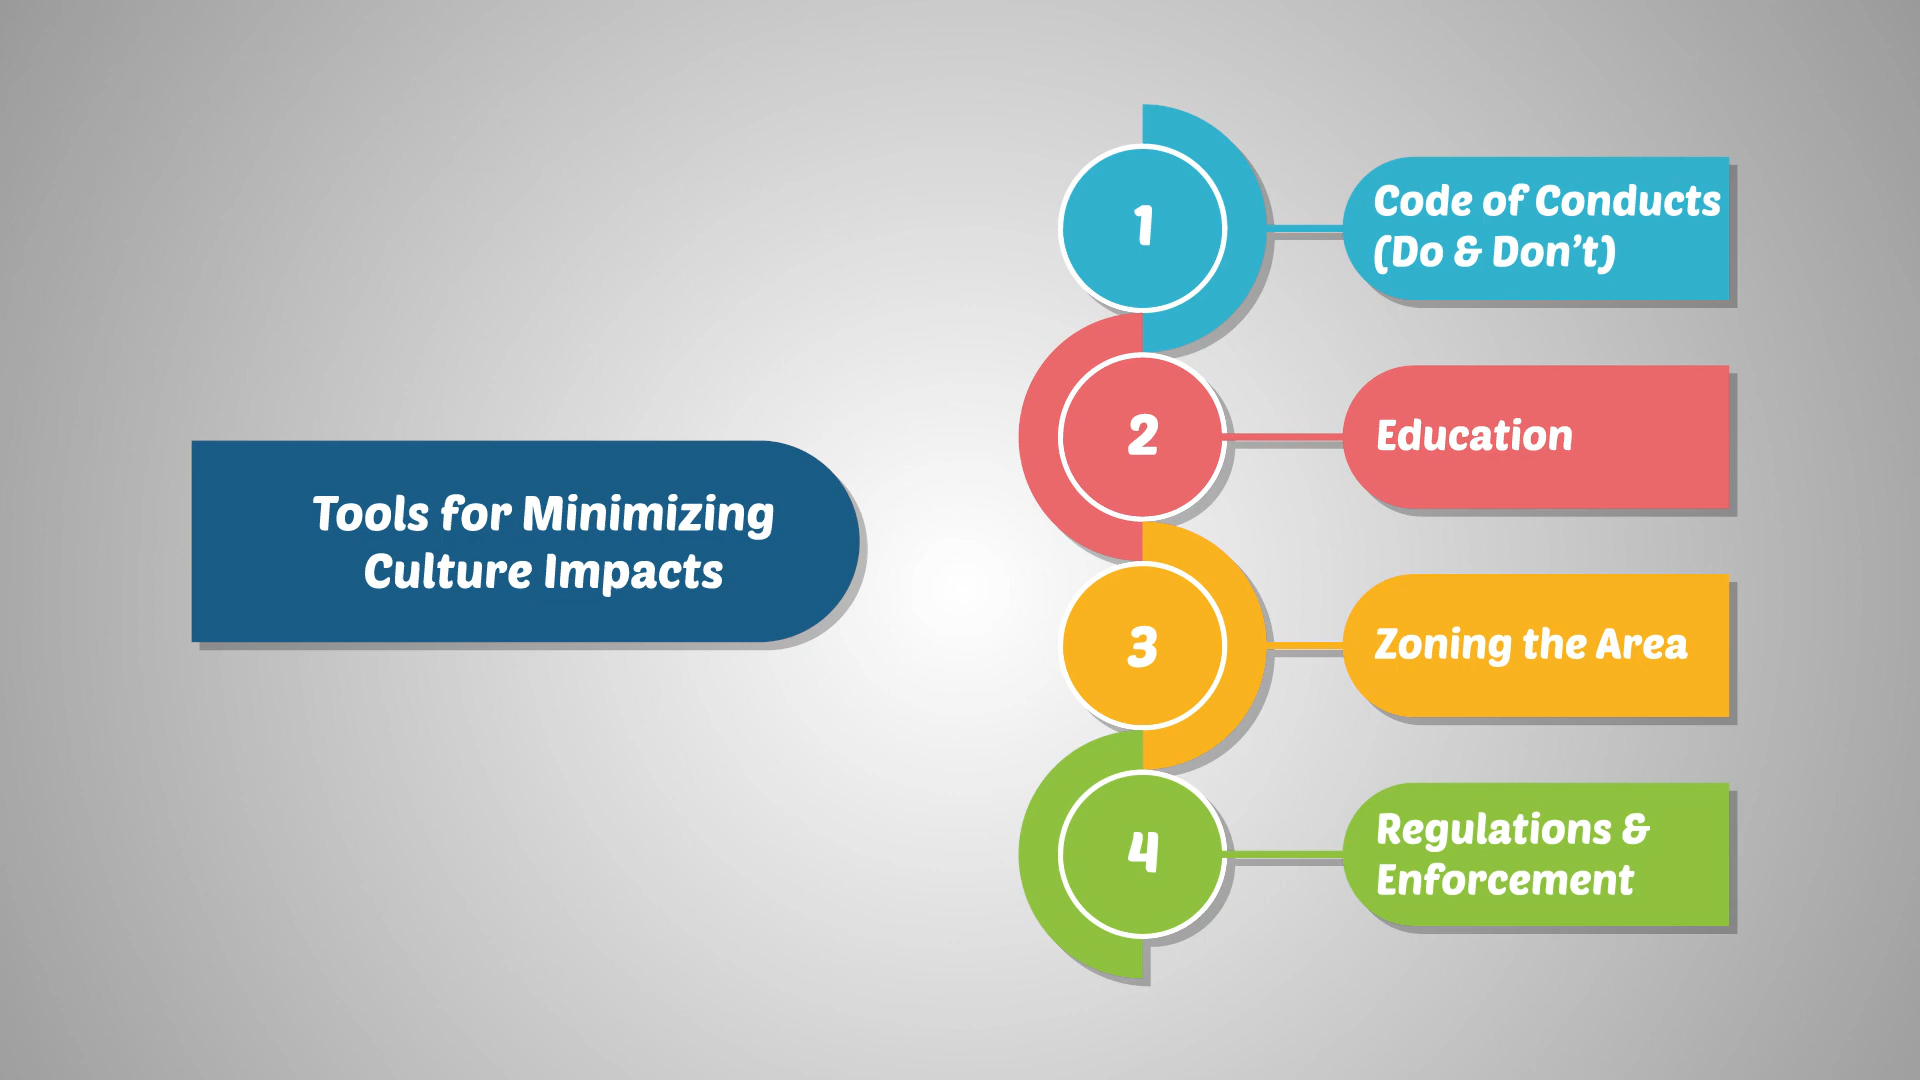 Tools for Minimizing
Culture Impacts
1
Code of Conducts
(Do & Don’t)
2
Education
3
Zoning the Area
4
Regulations &
Enforcement